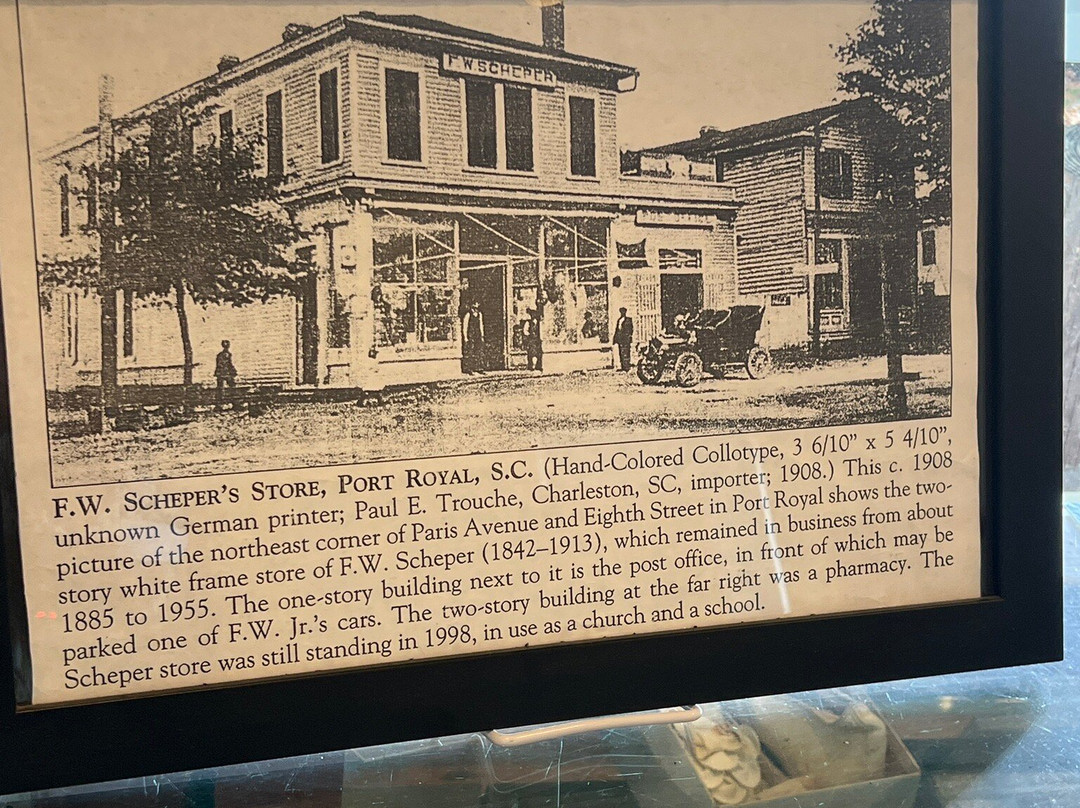 F.W. SCHEPER
F.W. SCHEPER'S STORE, PORT ROYAL, S.C. (Hand-Colored Collotype, 3 6/10" x 5 4/10",
unknown German printer; Paul E. Trouche, Charleston, SC, importer; 1908.) This c. 1908
picture of the northeast corner of Paris Avenue and Eighth Street in Port Royal shows the two-
story white frame store of F.W. Scheper (1842–1913), which remained in business from about
1885 to 1955. The one-story building next to it is the post office, in front of which may be
parked one of F.W. Jr.'s cars. The two-story building at the far right was a pharmacy. The
Scheper store was still standing in 1998, in use as a church and a school.